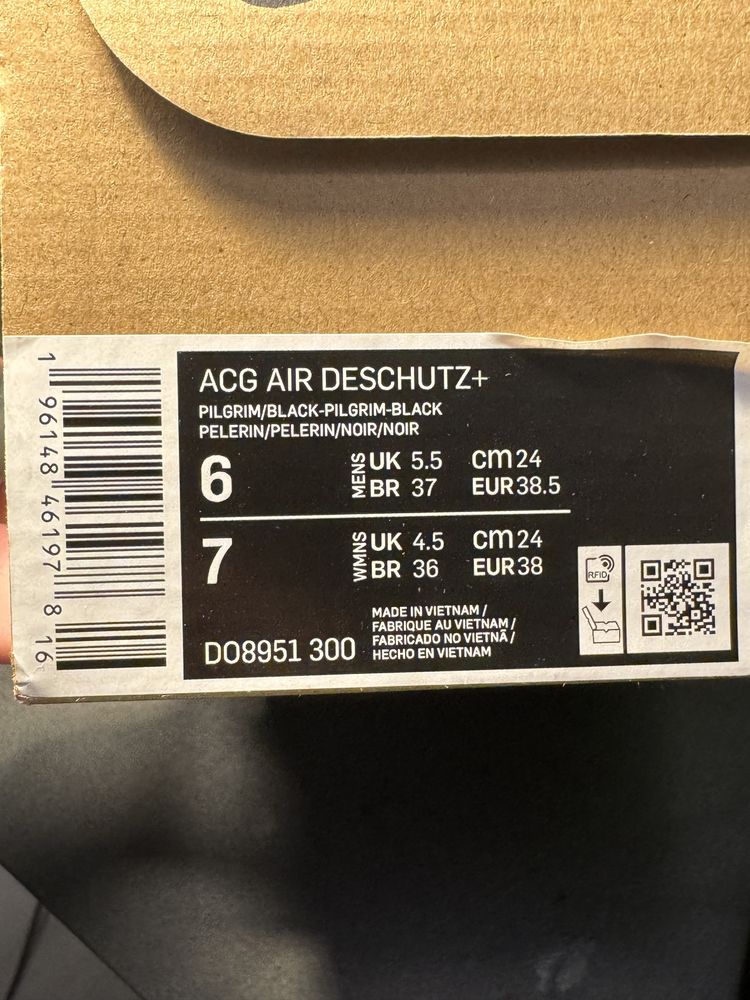 ACG AIR DESCHUTZ+
PILGRIM/BLACK-PILGRIM-BLACK
PELERIN/PELERIN/NOIR/NOIR
6 MENS UK 5.5 cm 24
BR 37 EUR 38.5
7 WMNS UK 4.5 cm 24
BR 36 EUR 38
DO8951 300
MADE IN VIETNAM /
FABRIQUE AU VIETNAM /
FABRICADO NO VIETNÃ /
HECHO EN VIETNAM
RFID
1 96148 46197 8 16